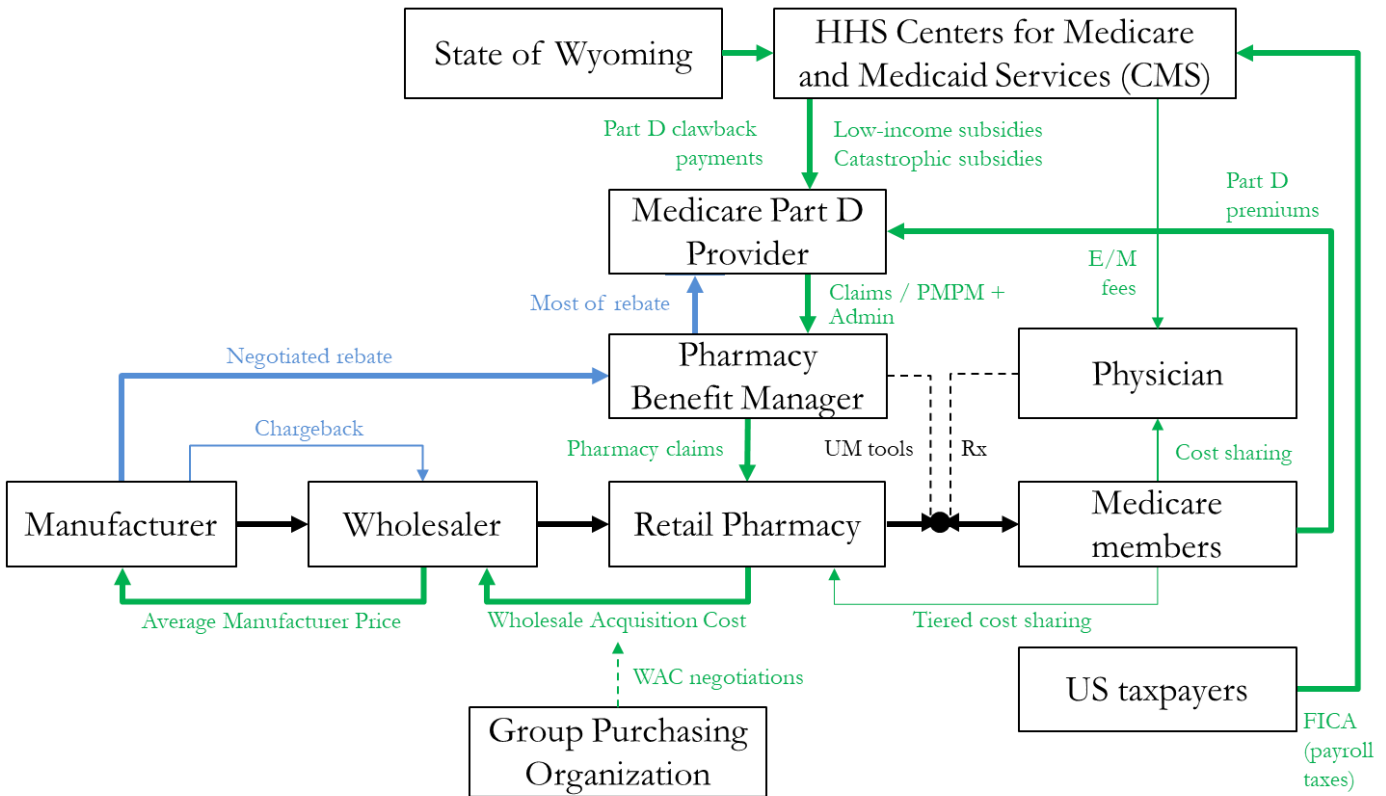 State of Wyoming
HHS Centers for Medicare
and Medicaid Services (CMS)
Part D clawback
payments
Low-income subsidies
Catastrophic subsidies
Part D
premiums
Medicare Part D
Provider
E/M
fees
Most of rebate
Claims / PMPM +
Admin
Negotiated rebate
Pharmacy
Benefit Manager
Physician
Chargeback
Pharmacy claims
UM tools
Rx
Cost sharing
Manufacturer
Wholesaler
Retail Pharmacy
Medicare
members
Average Manufacturer Price
Wholesale Acquisition Cost
Tiered cost sharing
WAC negotiations
US taxpayers
Group Purchasing
Organization
FICA
(payroll
taxes)